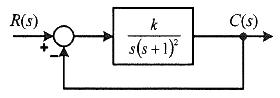 R(s)
+
−
k
s(s+1)²
C(s)